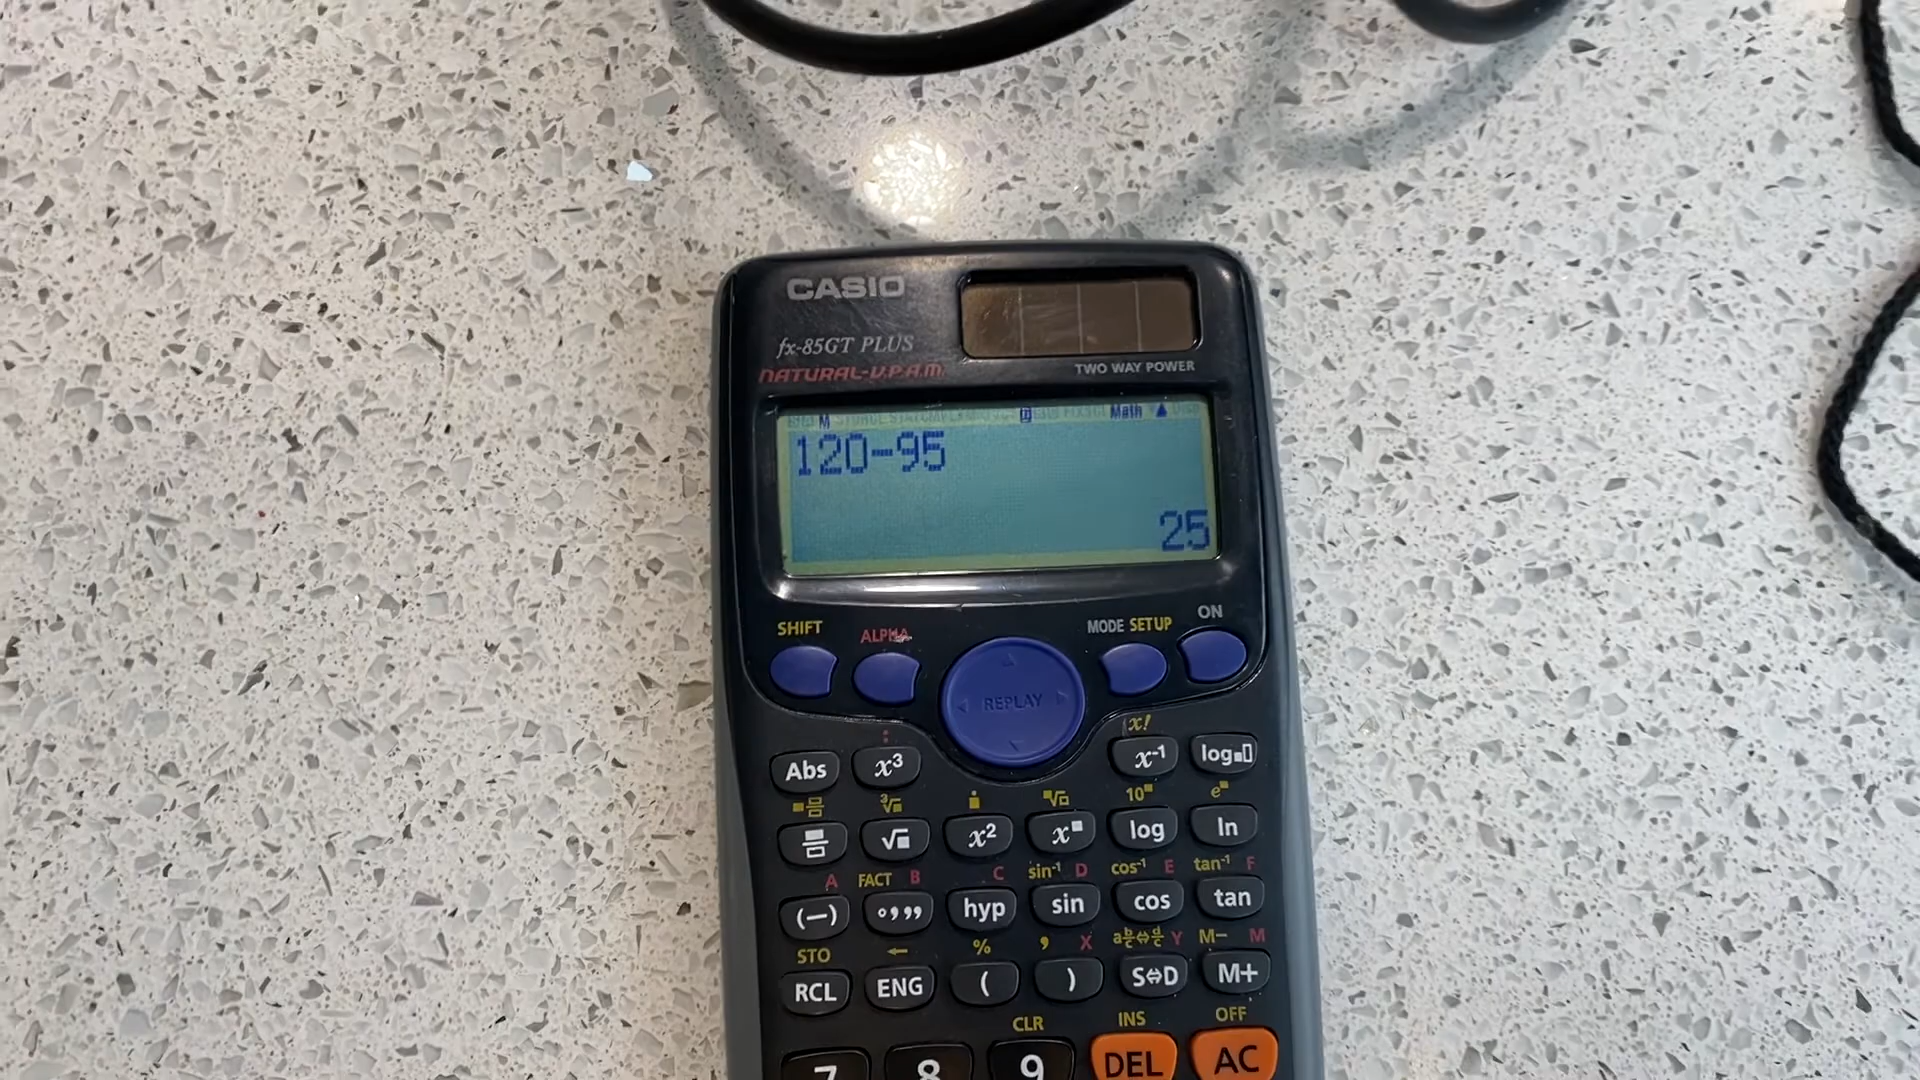 CASIO
fx-85GT PLUS
NATURAL-V.P.A.M.
TWO WAY POWER
M D Math ▲
120-95
25
SHIFT ALPHA MODE SETUP ON
REPLAY
: x!
Abs x³ x⁻¹ log
³√ 10 e
√ x² x log ln
A FACT B C sin⁻¹ D cos⁻¹ E tan⁻¹ F
(−) °,,, hyp sin cos tan
STO ← % , X a b/c⇔d/c Y M− M
RCL ENG ( ) S⇔D M+
CLR INS OFF
7 8 9 DEL AC